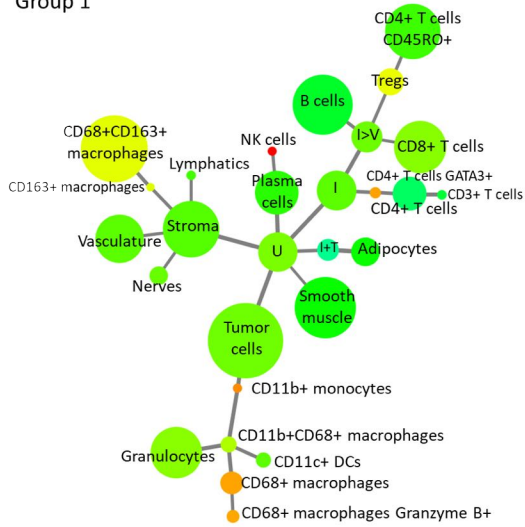 Group 1
CD4+ T cells
CD45RO+
Tregs
B cells
I>V
CD8+ T cells
NK cells
CD68+CD163+
macrophages
Lymphatics
CD163+ macrophages
Plasma
cells
I
CD4+ T cells GATA3+
CD3+ T cells
CD4+ T cells
Stroma
Vasculature
U
I+T
Adipocytes
Nerves
Smooth
muscle
Tumor
cells
CD11b+ monocytes
CD11b+CD68+ macrophages
Granulocytes
CD11c+ DCs
CD68+ macrophages
CD68+ macrophages Granzyme B+